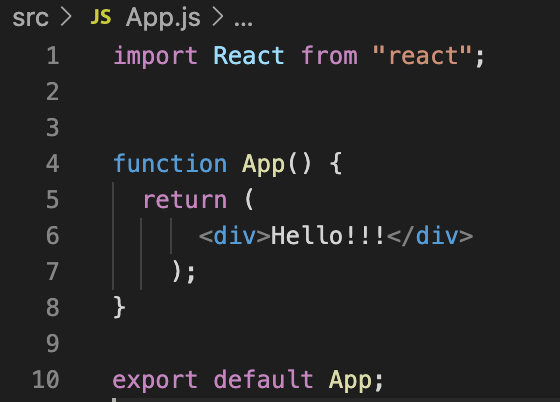 src > JS App.js > ...
1 import React from "react";
2
3
4 function App() {
5 return (
6 <div>Hello!!!</div>
7 );
8 }
9
10 export default App;